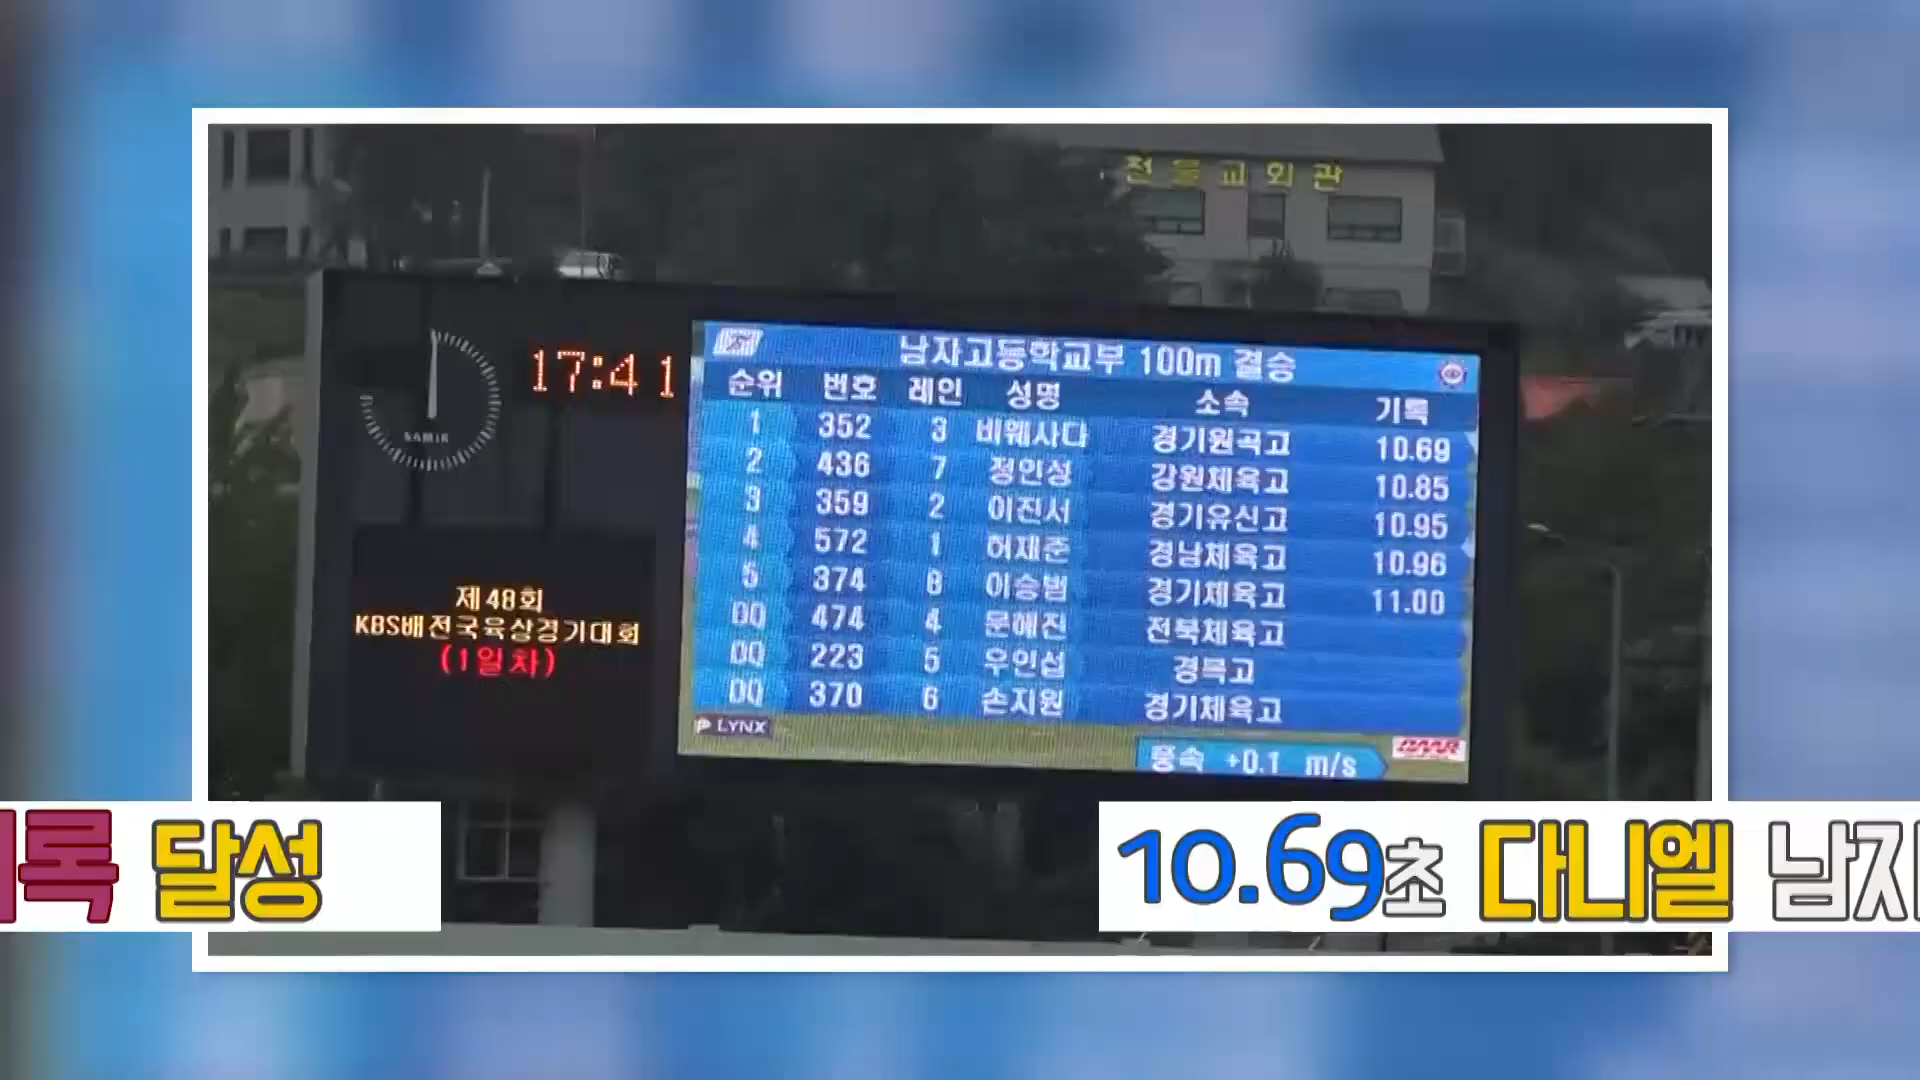 전을교회관
17:41
남자고등학교부 100m 결승
순위 번호 레인 성명 소속 기록
1 352 3 비웨사다 경기원곡고 10.69
2 436 7 정인성 강원체육고 10.85
3 359 2 이진서 경기유신고 10.95
4 572 1 허재준 경남체육고 10.96
5 374 8 이승범 경기체육고 11.00
DQ 474 4 문해진 전북체육고
DQ 223 5 우인섭 경복고
DQ 370 6 손지원 경기체육고
LYNX
풍속 +0.1 m/s
제48회
KBS배전국육상경기대회
(1일차)
록 달성
10.69초 다니엘 남자